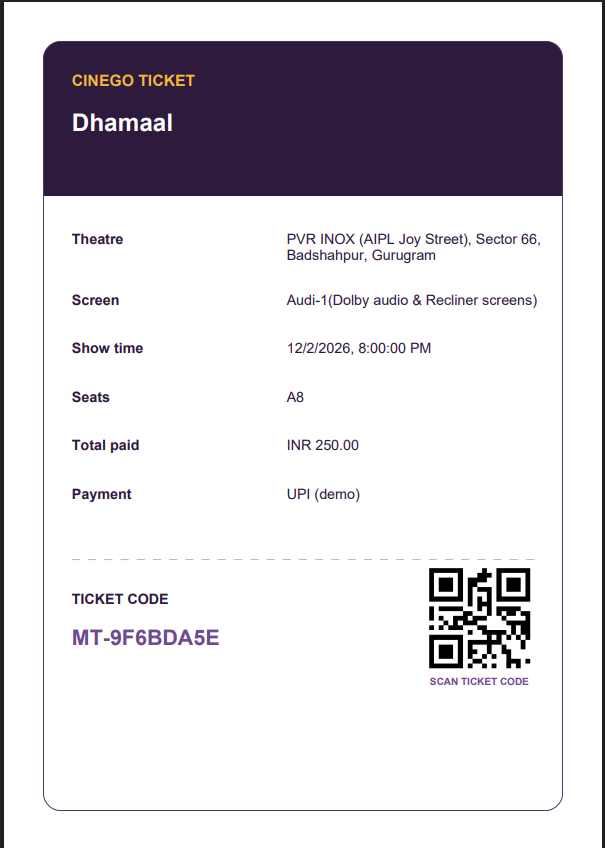 CINEGO TICKET
Dhamaal
Theatre
PVR INOX (AIPL Joy Street), Sector 66,
Badshahpur, Gurugram
Screen
Audi-1(Dolby audio & Recliner screens)
Show time
12/2/2026, 8:00:00 PM
Seats
A8
Total paid
INR 250.00
Payment
UPI (demo)
TICKET CODE
MT-9F6BDA5E
SCAN TICKET CODE